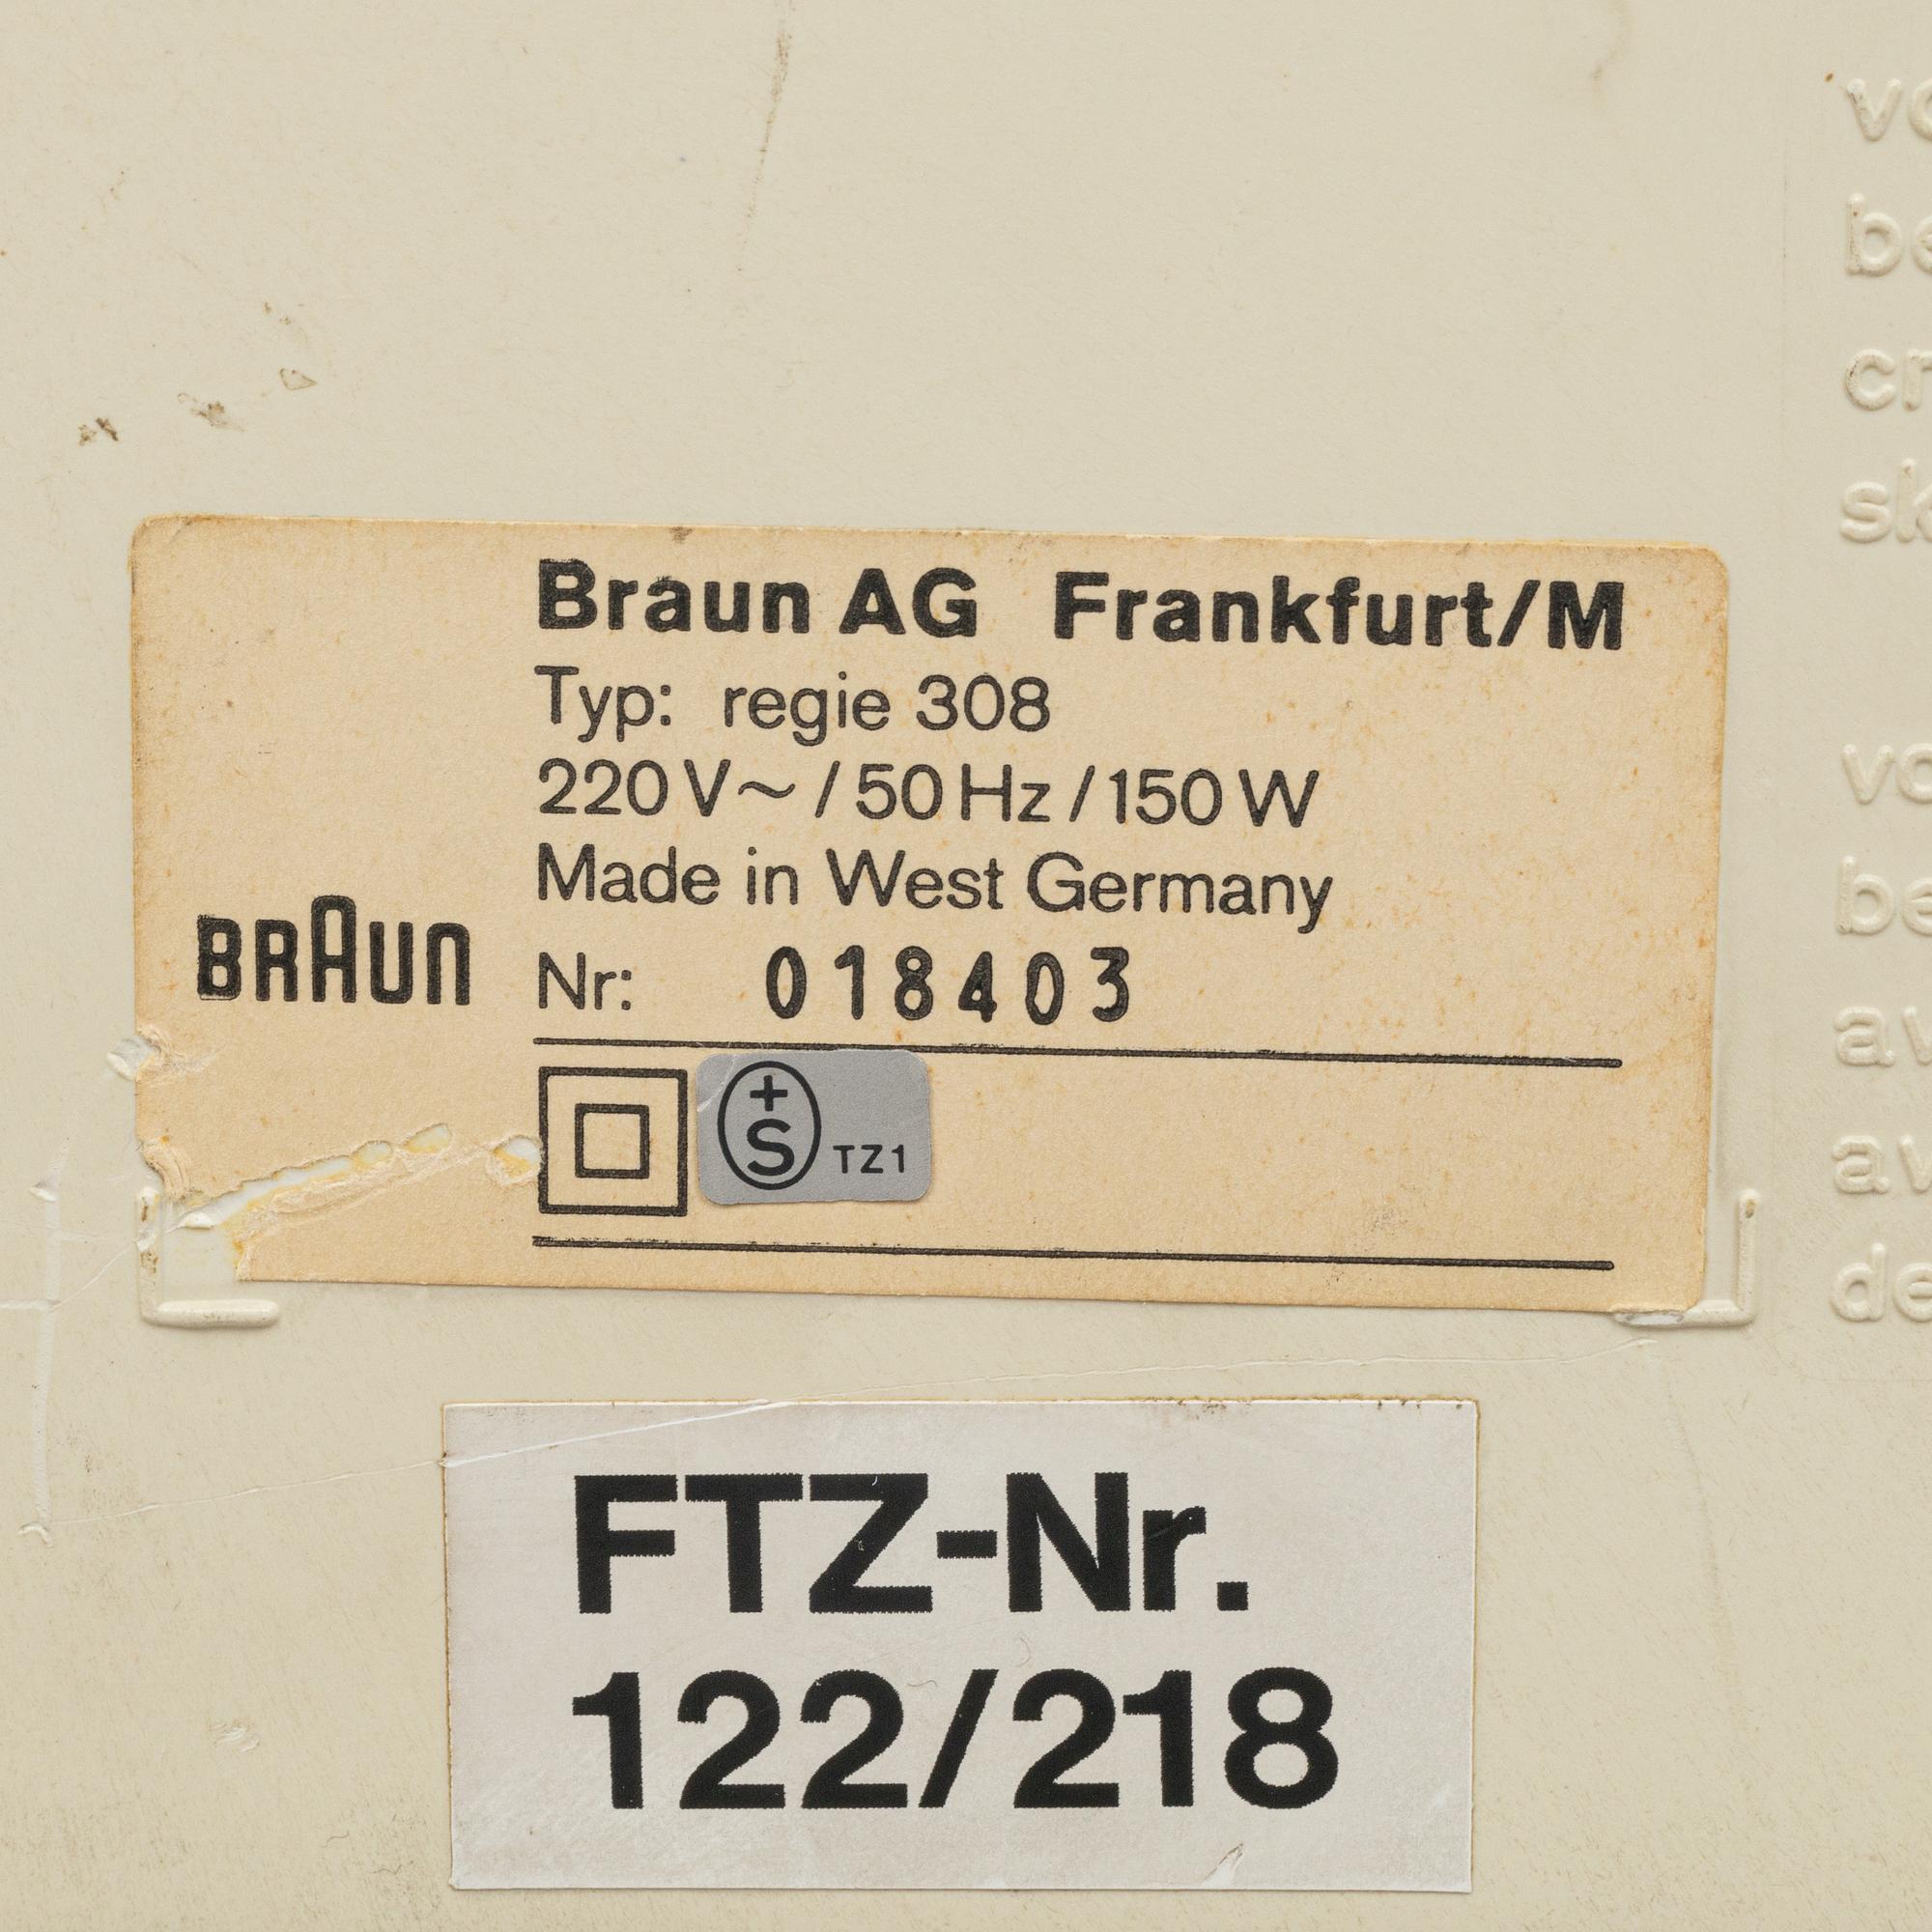 Braun AG Frankfurt/M
Typ: regie 308
220 V~ / 50 Hz / 150 W
Made in West Germany
BRAUN
Nr: 018403
+
S TZ1
FTZ-Nr.
122/218